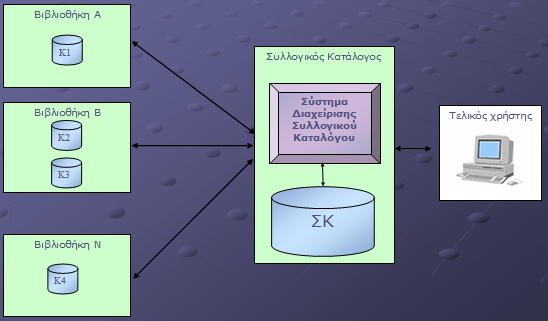 Βιβλιοθήκη Α
Κ1
Βιβλιοθήκη Β
Κ2
Κ3
Βιβλιοθήκη Ν
Κ4
Συλλογικός Κατάλογος
Σύστημα
Διαχείρισης
Συλλογικού
Καταλόγου
ΣΚ
Τελικός χρήστης